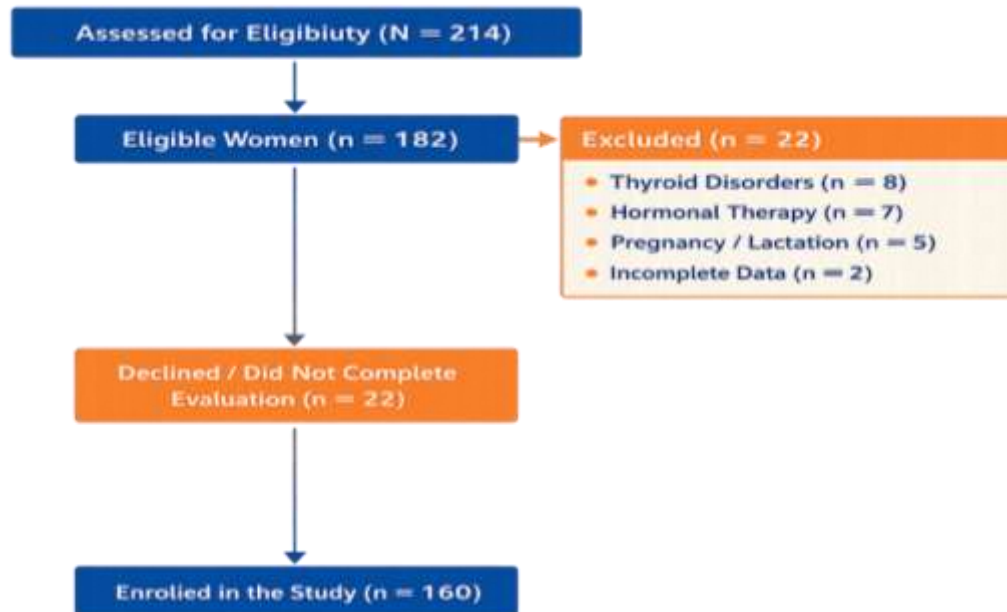 Assessed for Eligibiuty (N = 214)
Eligible Women (n = 182)
Excluded (n = 22)
• Thyroid Disorders (n = 8)
• Hormonal Therapy (n = 7)
• Pregnancy / Lactation (n = 5)
• Incomplete Data (n = 2)
Declined / Did Not Complete
Evaluation (n = 22)
Enrolied in the Study (n = 160)